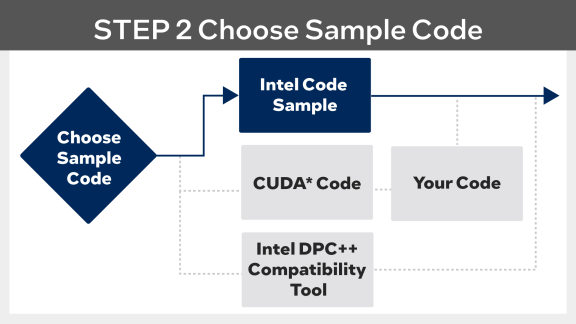 STEP 2 Choose Sample Code
Choose
Sample
Code
Intel Code
Sample
CUDA* Code
Your Code
Intel DPC++
Compatibility
Tool